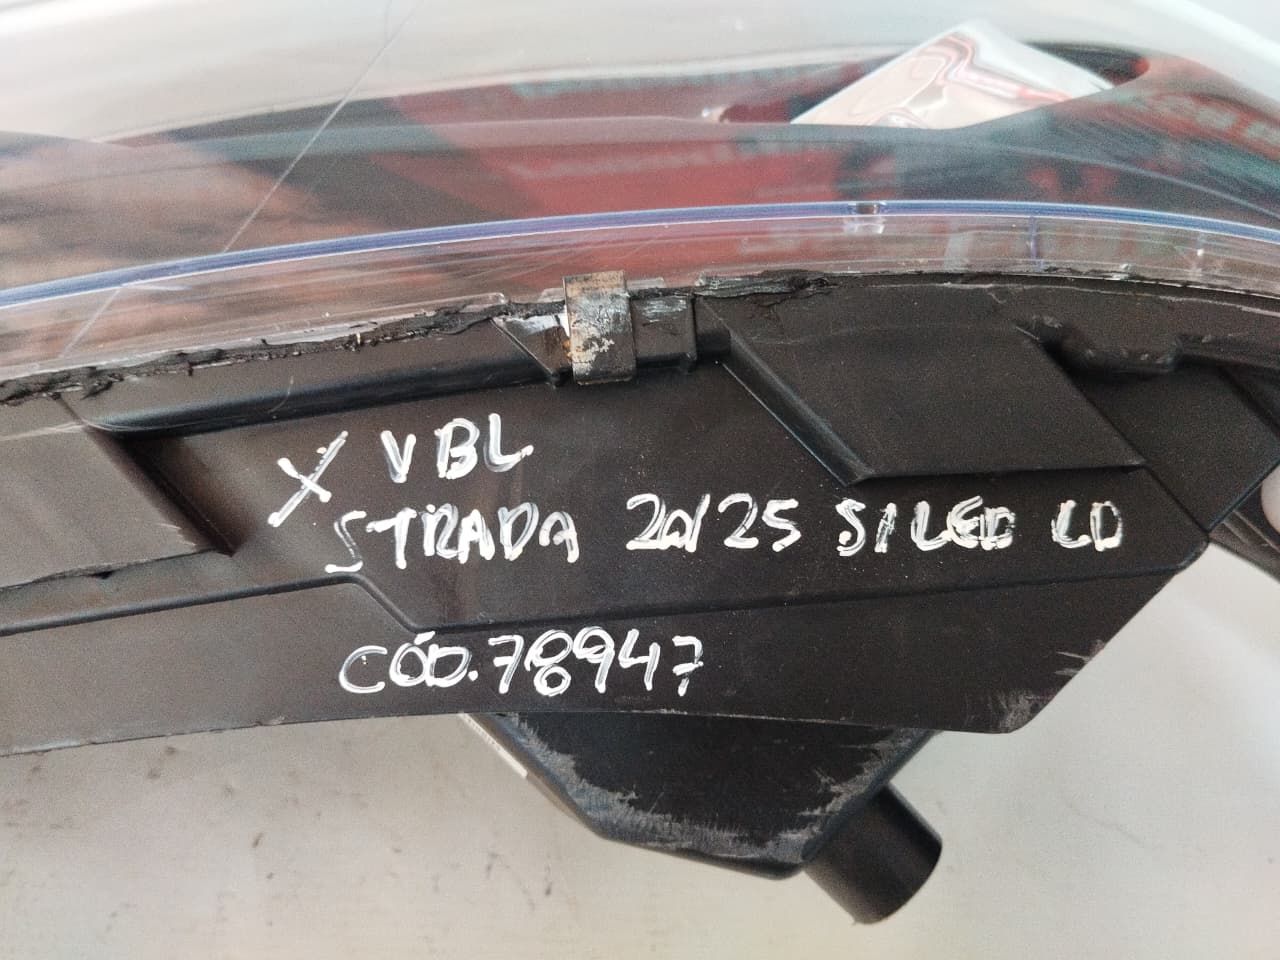 X VBL
STRADA 20/25 S/LED LD
CÓD.78947